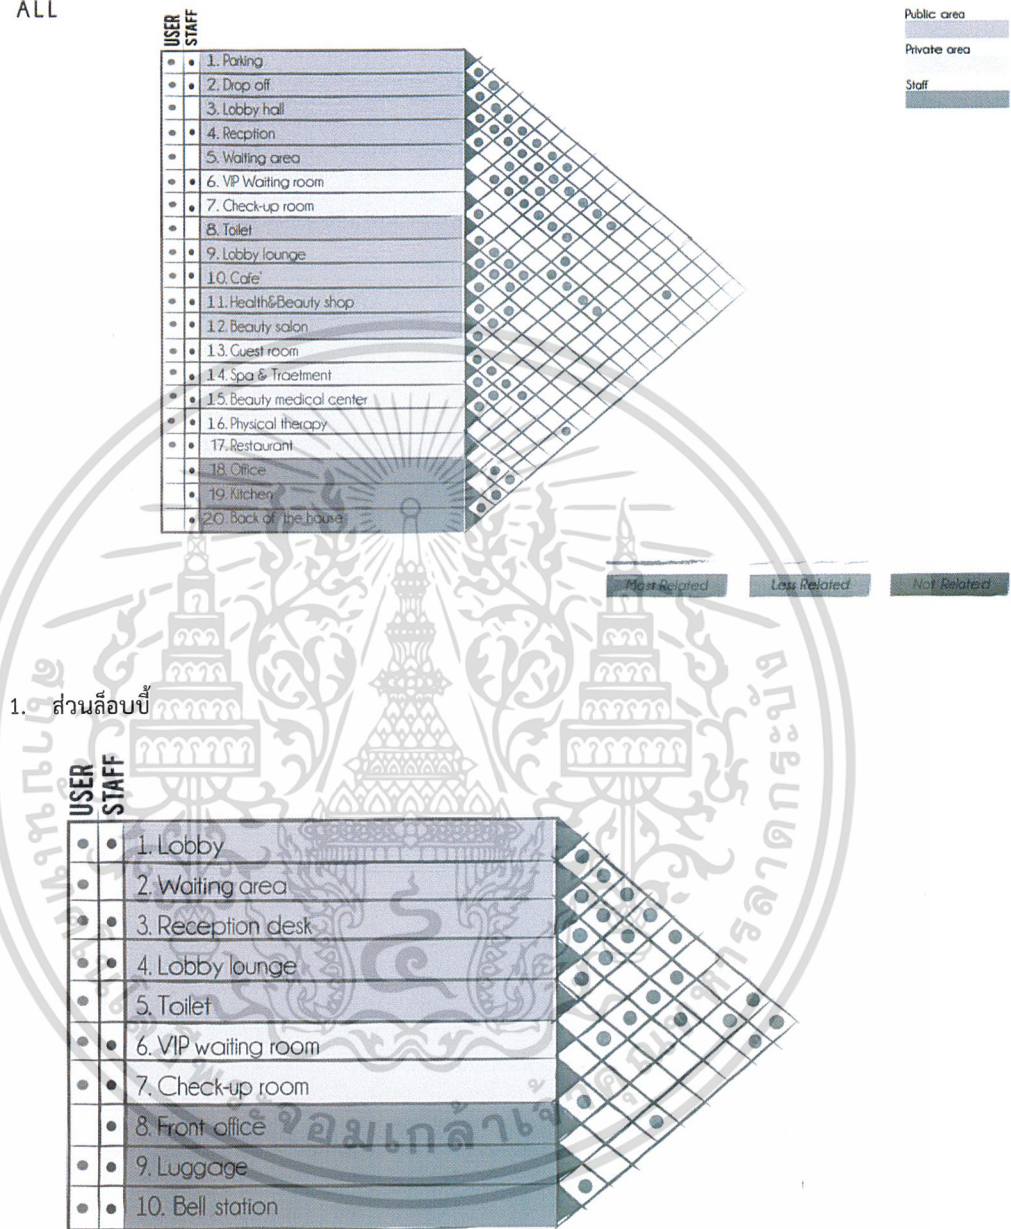 ALL
USER
STAFF
Public area
Private area
Staff
1. Parking
2. Drop off
3. Lobby hall
4. Recption
5. Waiting area
6. VIP Waiting room
7. Check-up room
8. Toilet
9. Lobby lounge
10. Cafe'
11. Health&Beauty shop
12. Beauty salon
13. Guest room
14. Spa & Traetment
15. Beauty medical center
16. Physical therapy
17. Restaurant
18. Office
19. Kitchen
20. Back of the house
Most Related
Less Related
Not Related
1. ส่วนล็อบบี้
USER
STAFF
1. Lobby
2. Waiting area
3. Reception desk
4. Lobby lounge
5. Toilet
6. VIP waiting room
7. Check-up room
8. Front office
9. Luggage
10. Bell station